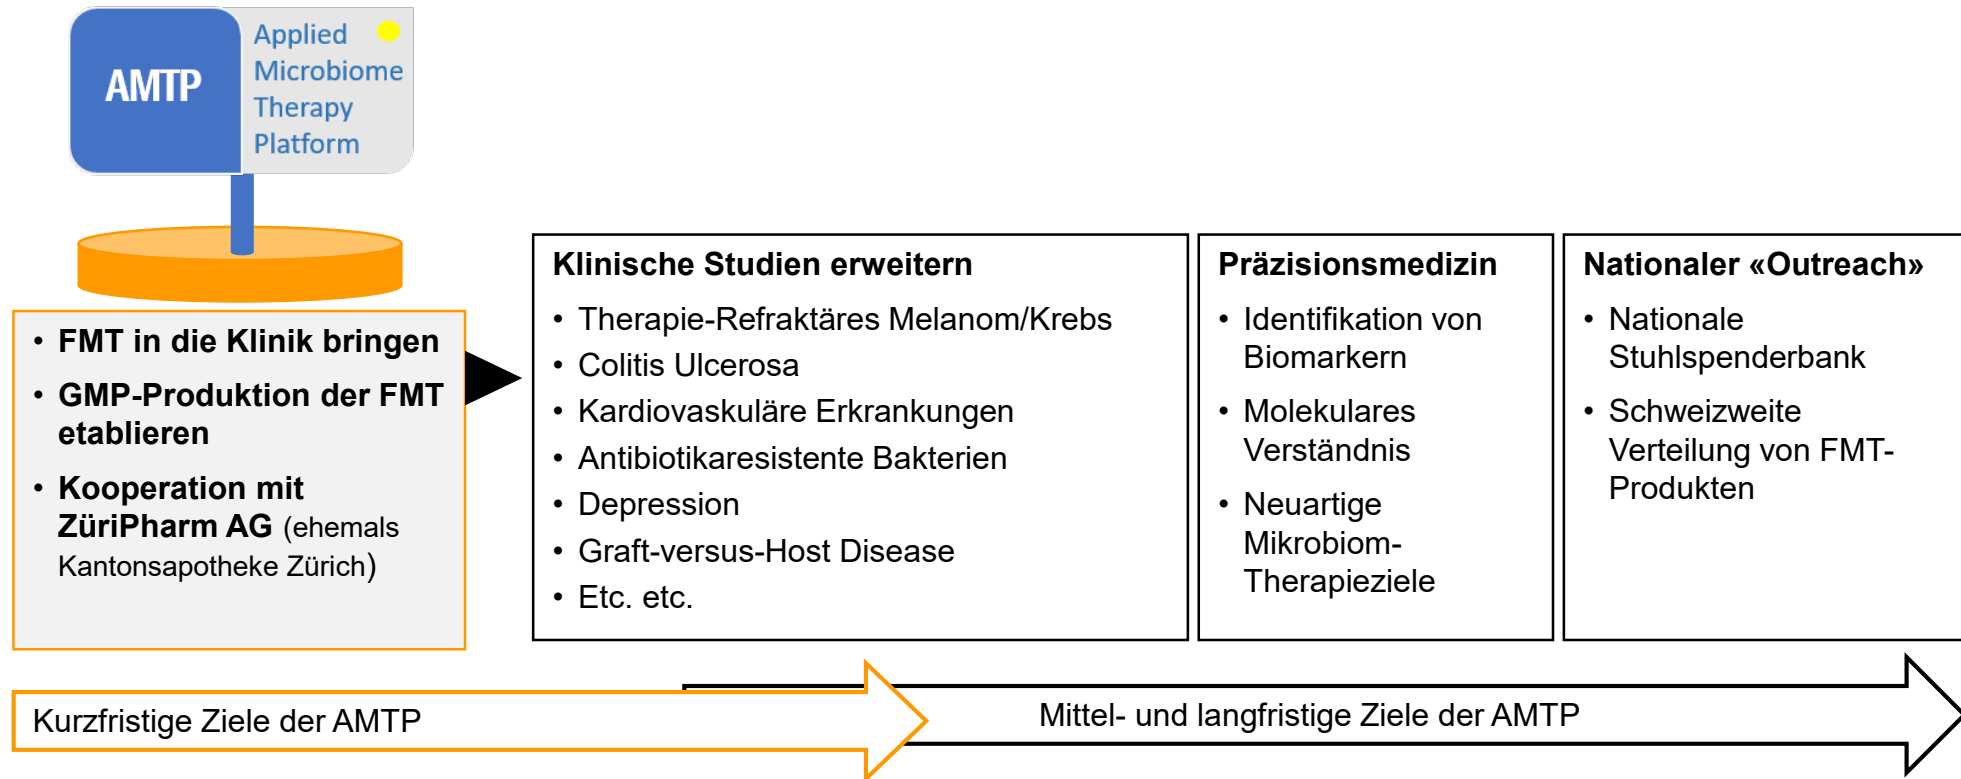 AMTP
Applied
Microbiome
Therapy
Platform
• FMT in die Klinik bringen
• GMP-Produktion der FMT
etablieren
• Kooperation mit
ZüriPharm AG (ehemals
Kantonsapotheke Zürich)
Klinische Studien erweitern
• Therapie-Refraktäres Melanom/Krebs
• Colitis Ulcerosa
• Kardiovaskuläre Erkrankungen
• Antibiotikaresistente Bakterien
• Depression
• Graft-versus-Host Disease
• Etc. etc.
Präzisionsmedizin
• Identifikation von
Biomarkern
• Molekulares
Verständnis
• Neuartige
Mikrobiom-
Therapieziele
Nationaler «Outreach»
• Nationale
Stuhlspenderbank
• Schweizweite
Verteilung von FMT-
Produkten
Kurzfristige Ziele der AMTP
Mittel- und langfristige Ziele der AMTP